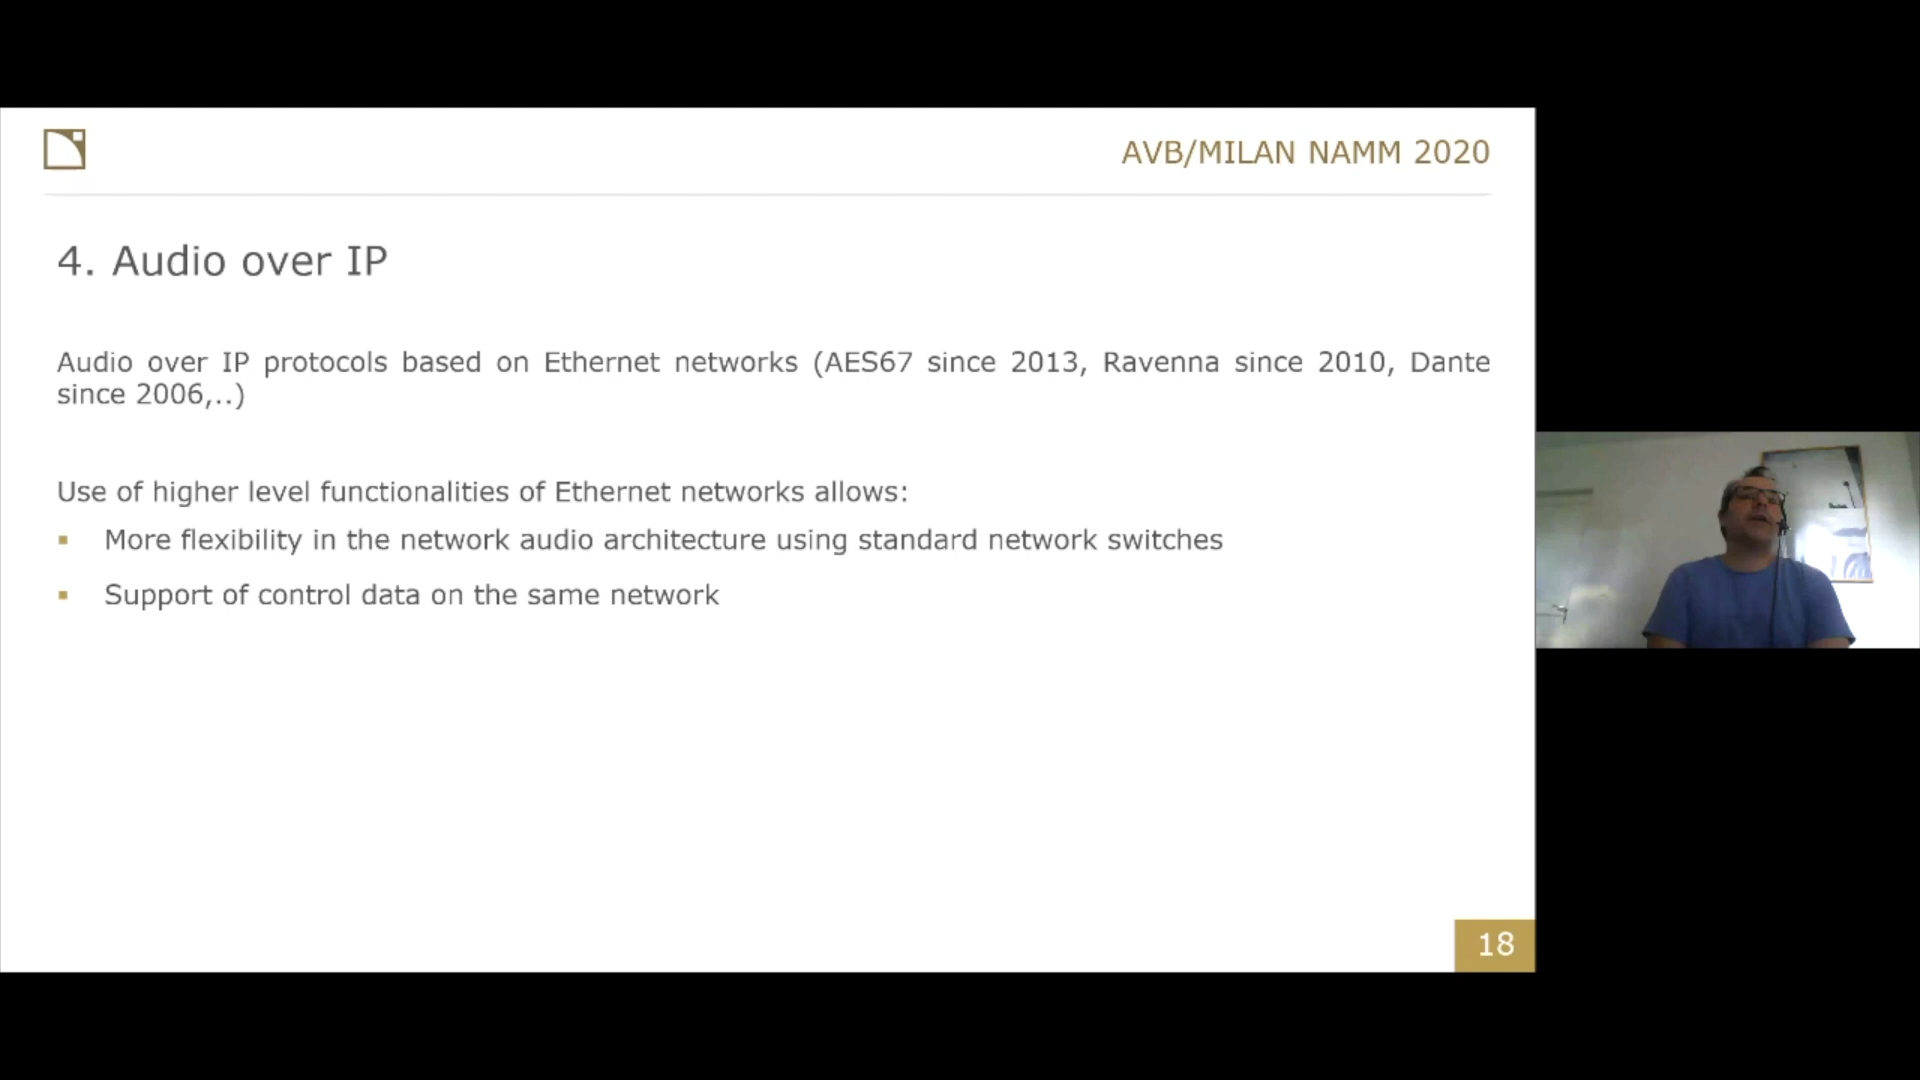 AVB/MILAN NAMM 2020
4. Audio over IP
Audio over IP protocols based on Ethernet networks (AES67 since 2013, Ravenna since 2010, Dante
since 2006,..)
Use of higher level functionalities of Ethernet networks allows:
▪ More flexibility in the network audio architecture using standard network switches
▪ Support of control data on the same network
18